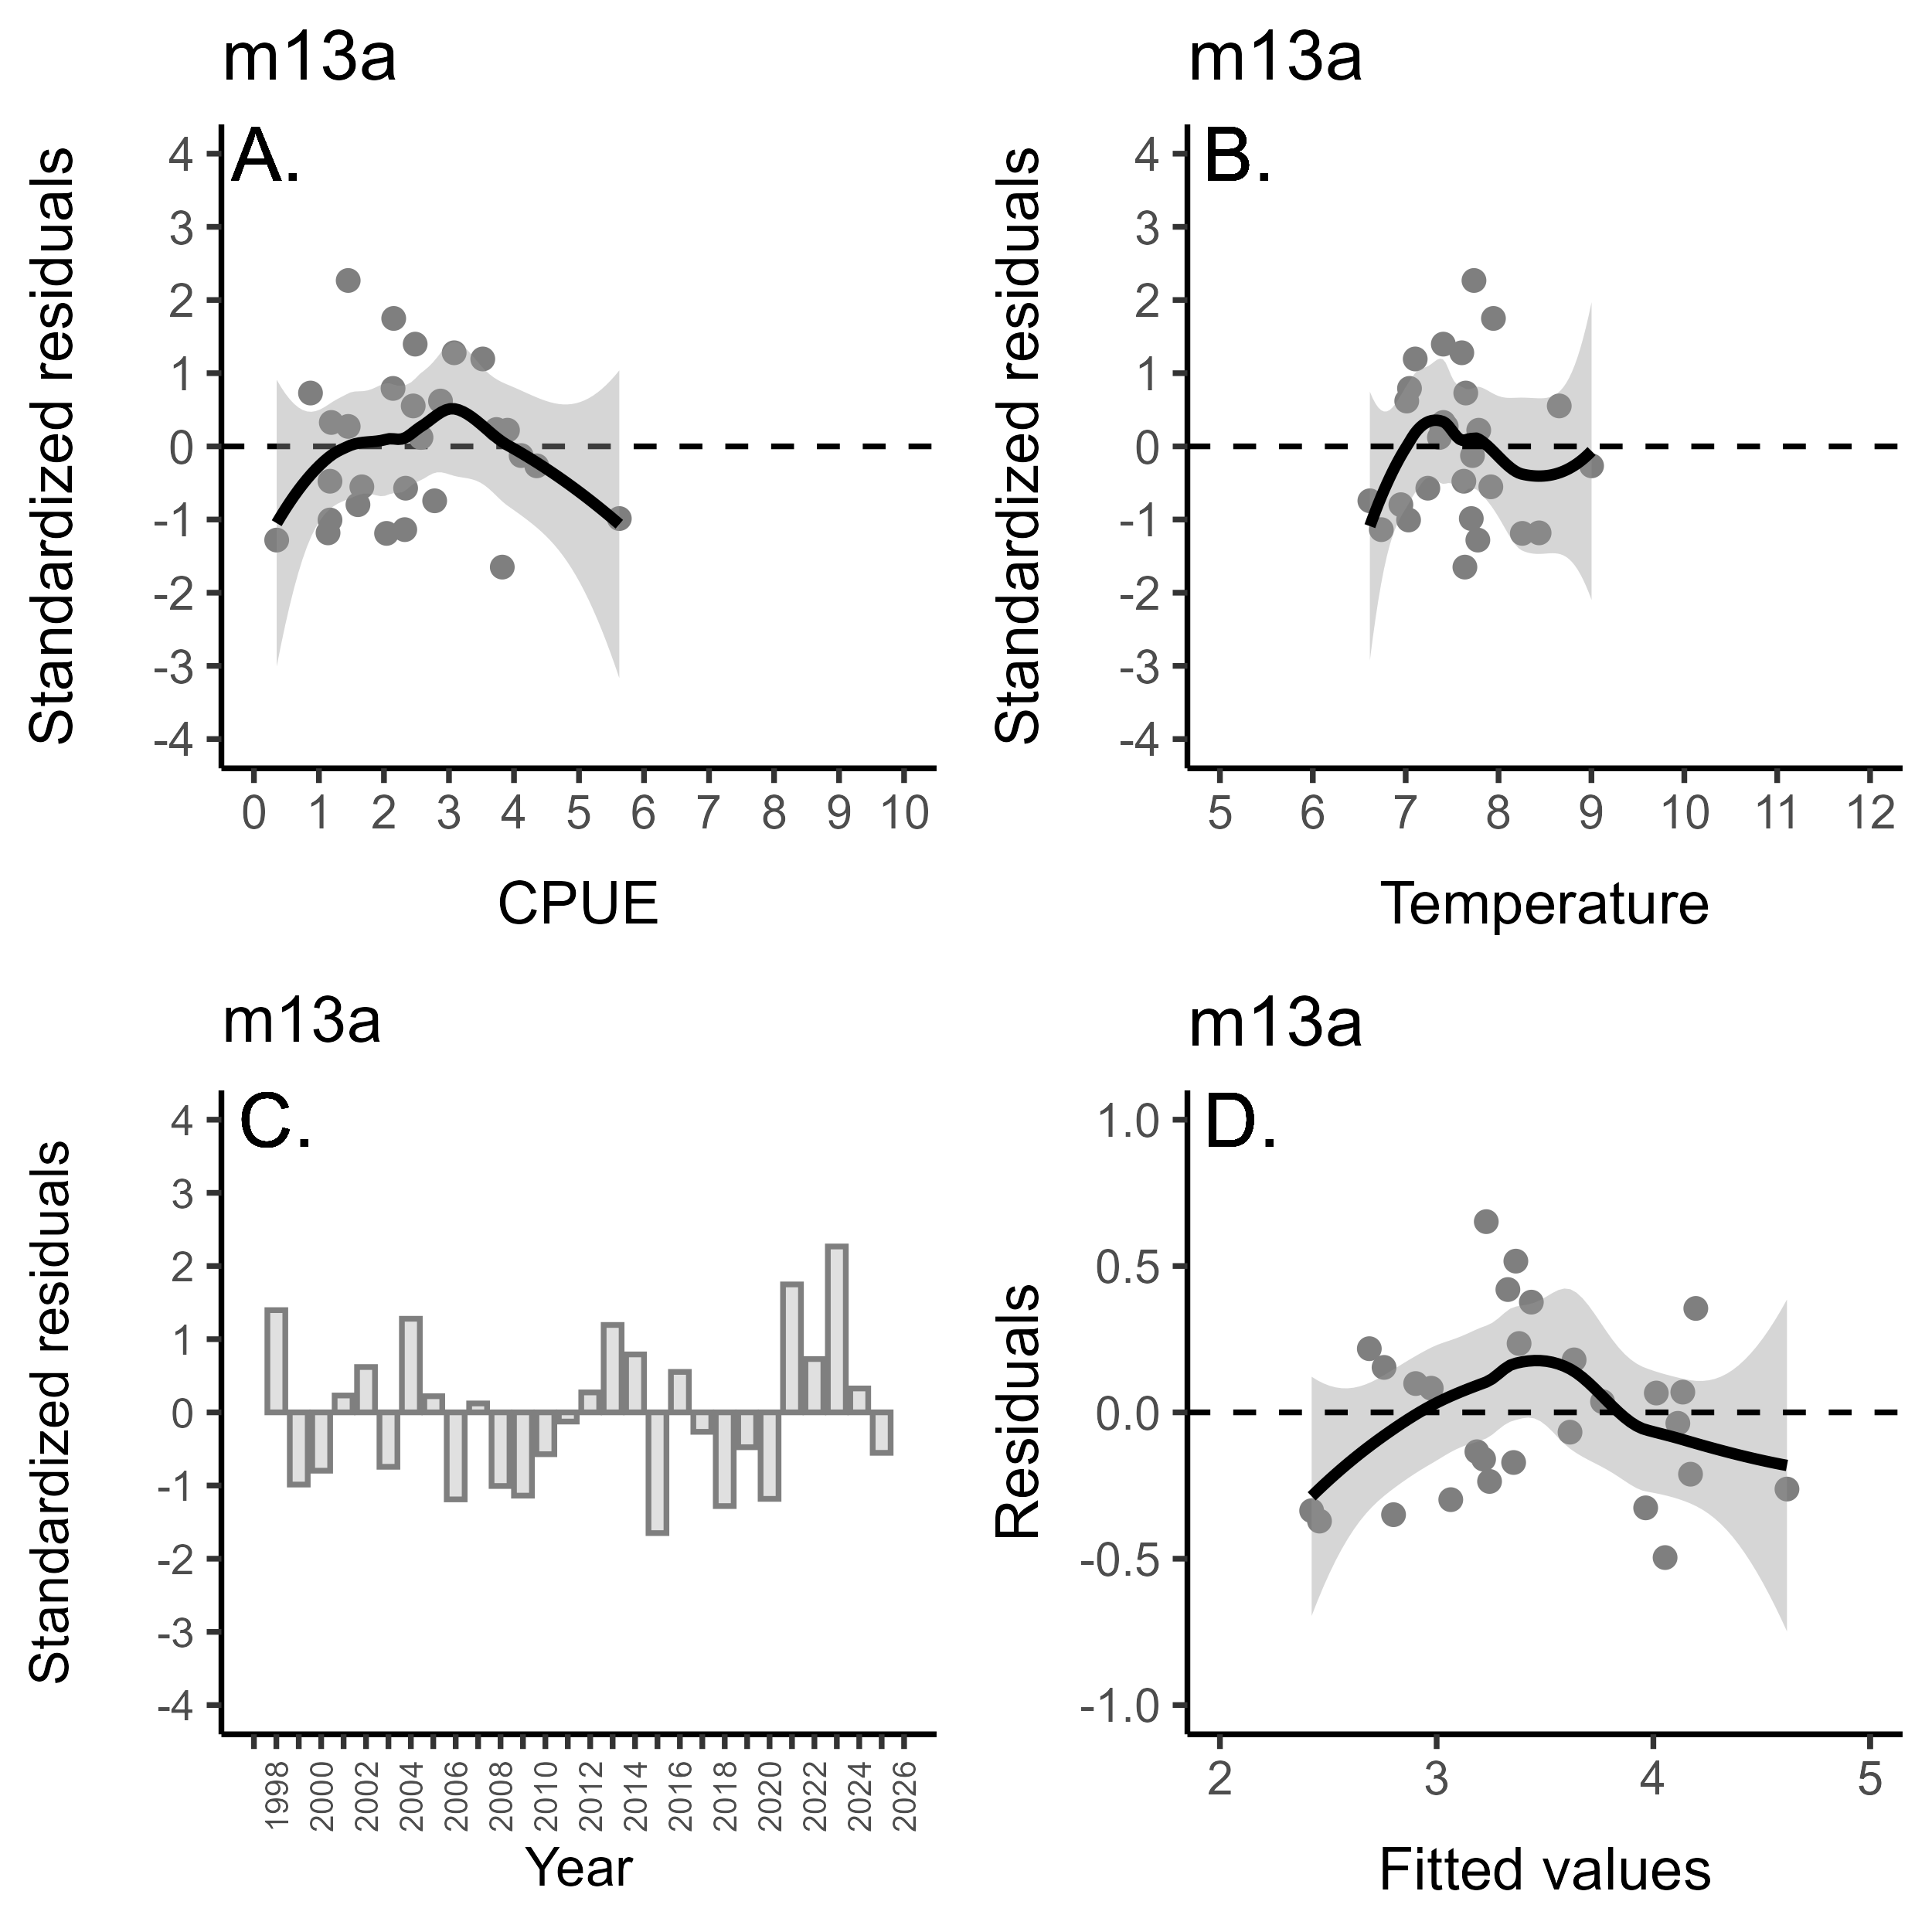 m13a
A.
Standardized residuals
4
3
2
1
0
-1
-2
-3
-4
0 1 2 3 4 5 6 7 8 9 10
CPUE
m13a
B.
Standardized residuals
4
3
2
1
0
-1
-2
-3
-4
5 6 7 8 9 10 11 12
Temperature
m13a
C.
Standardized residuals
4
3
2
1
0
-1
-2
-3
-4
1998 2000 2002 2004 2006 2008 2010 2012 2014 2016 2018 2020 2022 2024 2026
Year
m13a
D.
Residuals
1.0
0.5
0.0
-0.5
-1.0
2 3 4 5
Fitted values